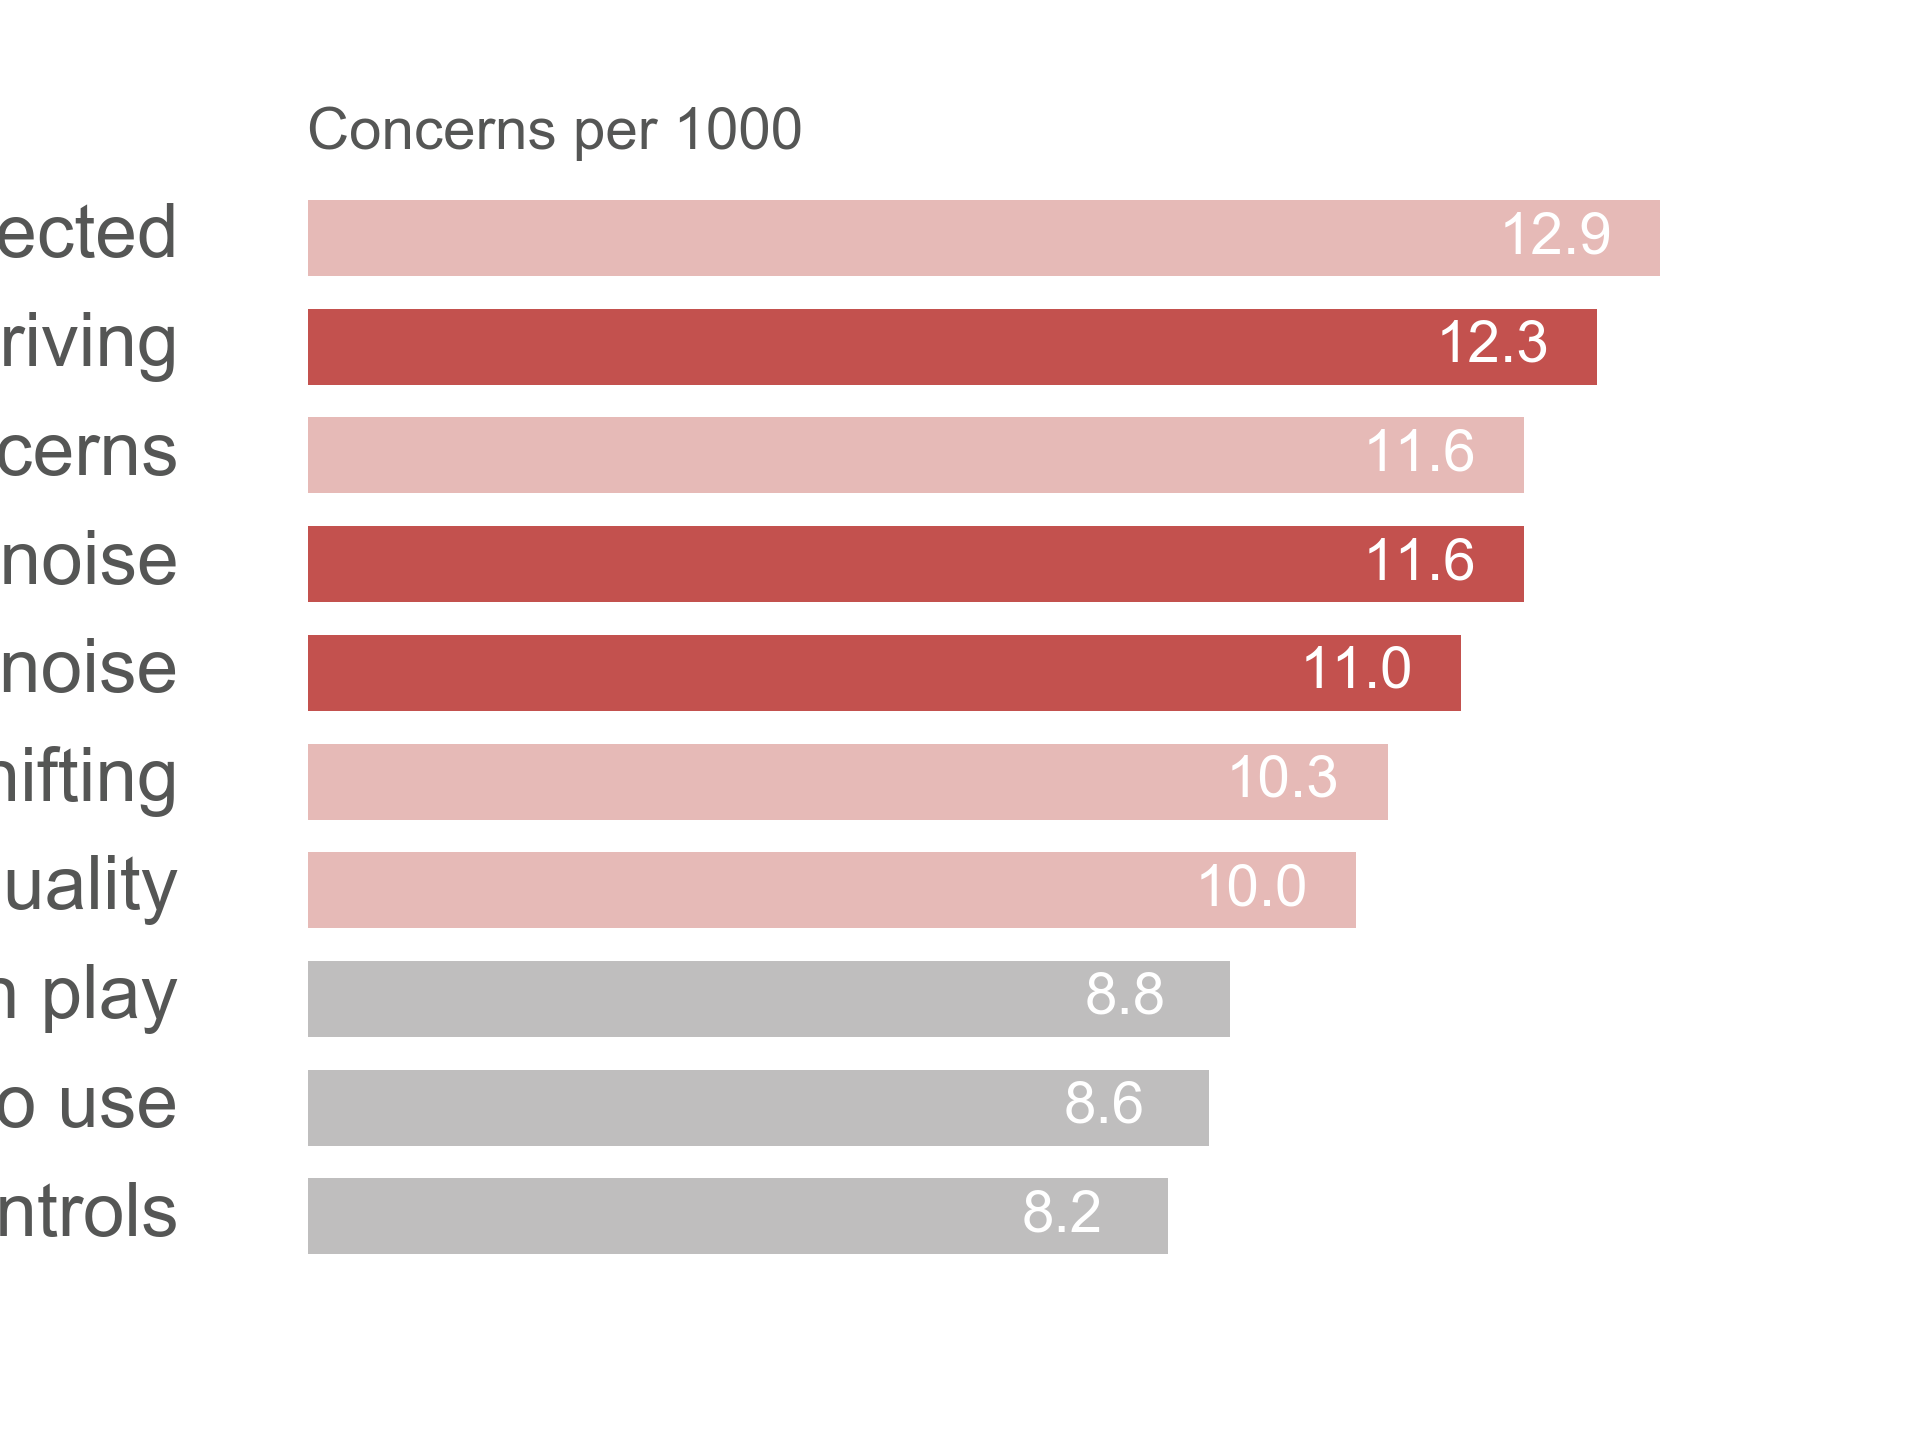 Concerns per 1000
ected 12.9
riving 12.3
cerns 11.6
noise 11.6
noise 11.0
hifting 10.3
uality 10.0
n play 8.8
o use 8.6
ntrols 8.2